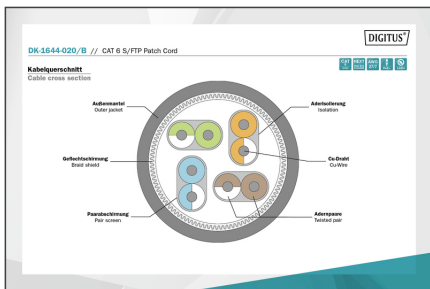 DIGITUS®
DK-1644-020/B // CAT 6 S/FTP Patch Cord
Kabelquerschnitt
Cable cross section
Außenmantel
Outer jacket
Aderisolierung
Isolation
Geflechtschirmung
Braid shield
Cu-Draht
Cu-Wire
Paarabschirmung
Pair screen
Adernpaare
Twisted pair